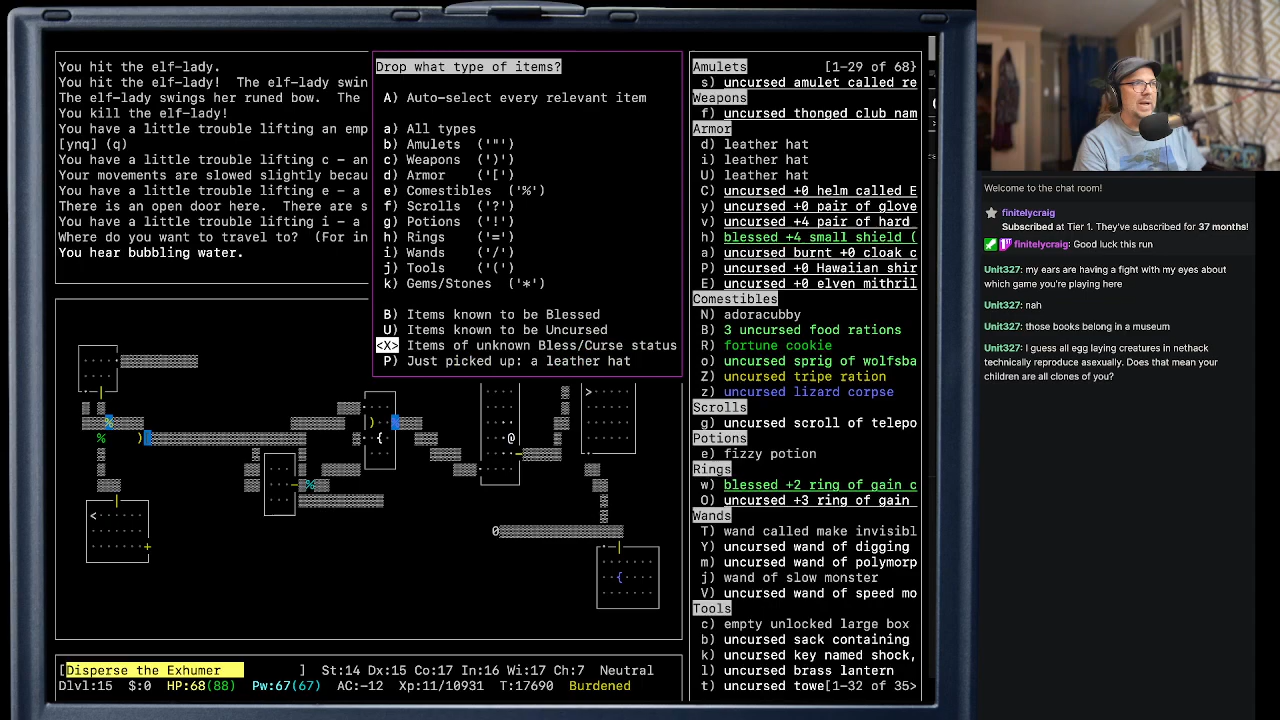 You hit the elf-lady.
You hit the elf-lady!  The elf-lady swin
The elf-lady swings her runed bow.  The
You kill the elf-lady!
You have a little trouble lifting an emp
[ynq] (q)
You have a little trouble lifting c - an
Your movements are slowed slightly becau
You have a little trouble lifting e - a
There is an open door here.  There are s
You have a little trouble lifting i - a
Where do you want to travel to?  (For in
You hear bubbling water.
Drop what type of items?
A) Auto-select every relevant item
a) All types
b) Amulets  ('"')
c) Weapons  (')')
d) Armor    ('[')
e) Comestibles ('%')
f) Scrolls  ('?')
g) Potions  ('!')
h) Rings    ('=')
i) Wands    ('/')
j) Tools    ('(')
k) Gems/Stones  ('*')
B) Items known to be Blessed
U) Items known to be Uncursed
<X> Items of unknown Bless/Curse status
P) Just picked up: a leather hat
Amulets [1-29 of 68}
s) uncursed amulet called re
Weapons
f) uncursed thonged club nam
Armor
d) leather hat
i) leather hat
U) leather hat
C) uncursed +0 helm called E
y) uncursed +0 pair of glove
v) uncursed +4 pair of hard
h) blessed +4 small shield (
a) uncursed burnt +0 cloak c
P) uncursed +0 Hawaiian shir
E) uncursed +0 elven mithril
Comestibles
N) adoracubby
B) 3 uncursed food rations
R) fortune cookie
o) uncursed sprig of wolfsba
Z) uncursed tripe ration
z) uncursed lizard corpse
Scrolls
g) uncursed scroll of telepo
Potions
e) fizzy potion
Rings
w) blessed +2 ring of gain c
O) uncursed +3 ring of gain
Wands
T) wand called make invisibl
Y) uncursed wand of digging
m) uncursed wand of polymorp
j) wand of slow monster
V) uncursed wand of speed mo
Tools
c) empty unlocked large box
b) uncursed sack containing
k) uncursed key named shock,
l) uncursed brass lantern
t) uncursed towe[1-32 of 35>
[Disperse the Exhumer ] St:14 Dx:15 Co:17 In:16 Wi:17 Ch:7 Neutral
Dlvl:15 $:0 HP:68(88) Pw:67(67) AC:-12 Xp:11/10931 T:17690 Burdened
Welcome to the chat room!
finitelycraig
Subscribed at Tier 1. They've subscribed for 37 months!
finitelycraig: Good luck this run
Unit327: my ears are having a fight with my eyes about
which game you're playing here
Unit327: nah
Unit327: those books belong in a museum
Unit327: I guess all egg laying creatures in nethack
technically reproduce asexually. Does that mean your
children are all clones of you?